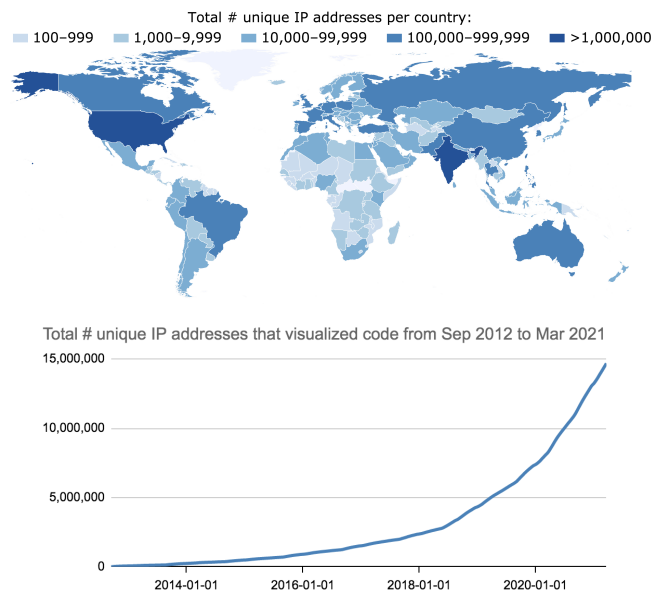 Total # unique IP addresses per country:
100–999 1,000–9,999 10,000–99,999 100,000–999,999 >1,000,000
Total # unique IP addresses that visualized code from Sep 2012 to Mar 2021
15,000,000
10,000,000
5,000,000
0
2014-01-01 2016-01-01 2018-01-01 2020-01-01